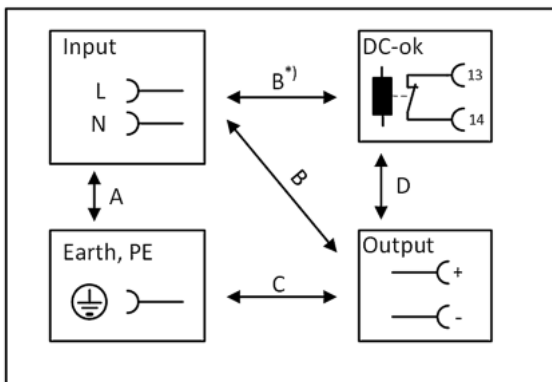 Input
L
N
B*)
DC-ok
13
14
A
B
D
Earth, PE
C
Output
+
-